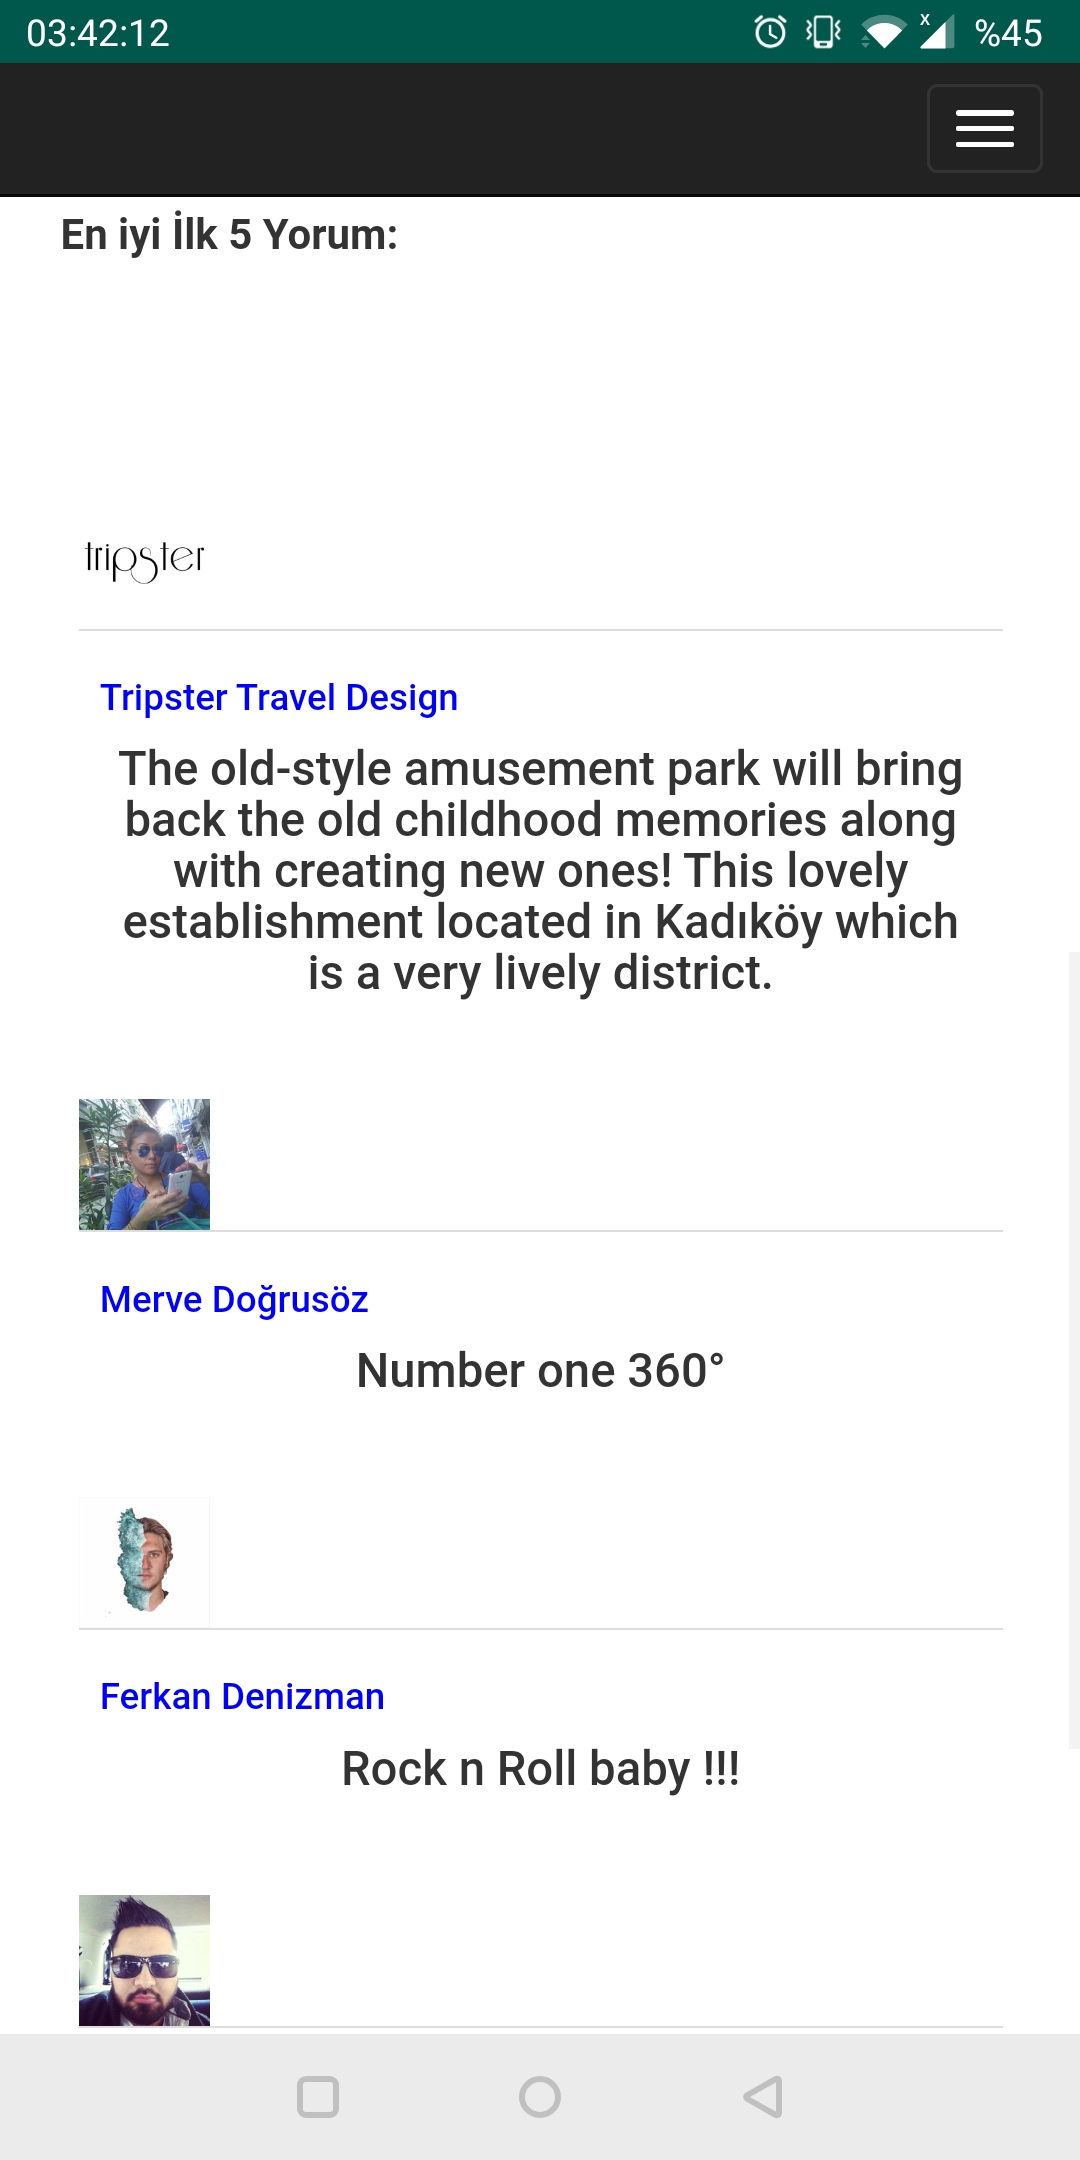 03:42:12
x
%45
En iyi İlk 5 Yorum:
tripster
Tripster Travel Design
The old-style amusement park will bring
back the old childhood memories along
with creating new ones! This lovely
establishment located in Kadıköy which
is a very lively district.
Merve Doğrusöz
Number one 360°
Ferkan Denizman
Rock n Roll baby !!!